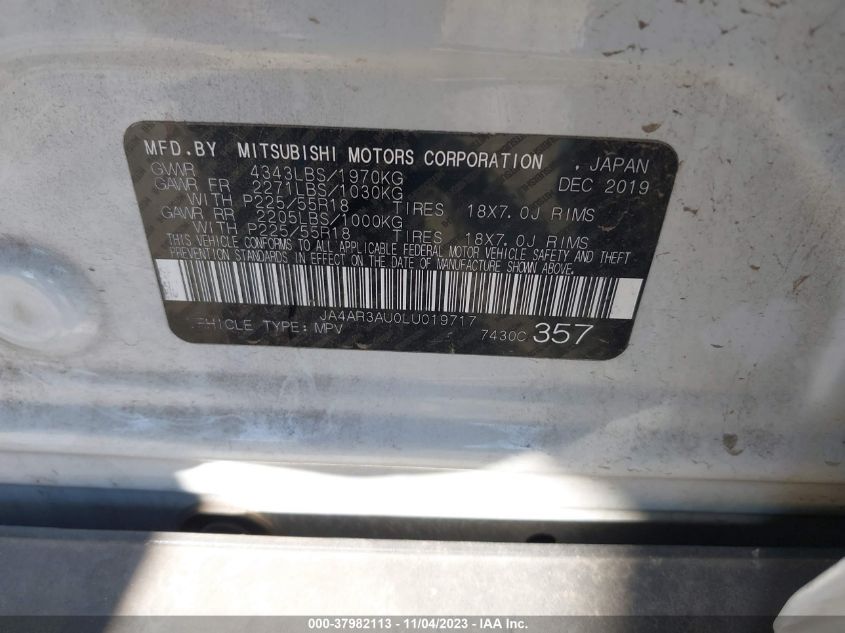 MFD.BY MITSUBISHI MOTORS CORPORATION , JAPAN
GVWR 4343LBS/1970KG DEC 2019
GAWR FR 2271LBS/1030KG
WITH P225/55R18 TIRES 18X7.0J RIMS
GAWR RR 2205LBS/1000KG
WITH P225/55R18 TIRES 18X7.0J RIMS
THIS VEHICLE CONFORMS TO ALL APPLICABLE FEDERAL MOTOR VEHICLE SAFETY AND THEFT
PREVENTION STANDARDS IN EFFECT ON THE DATE OF MANUFACTURE SHOWN ABOVE.
JA4AR3AU0LU019717
VEHICLE TYPE: MPV 7430C 357
000-37982113 - 11/04/2023 - IAA Inc.